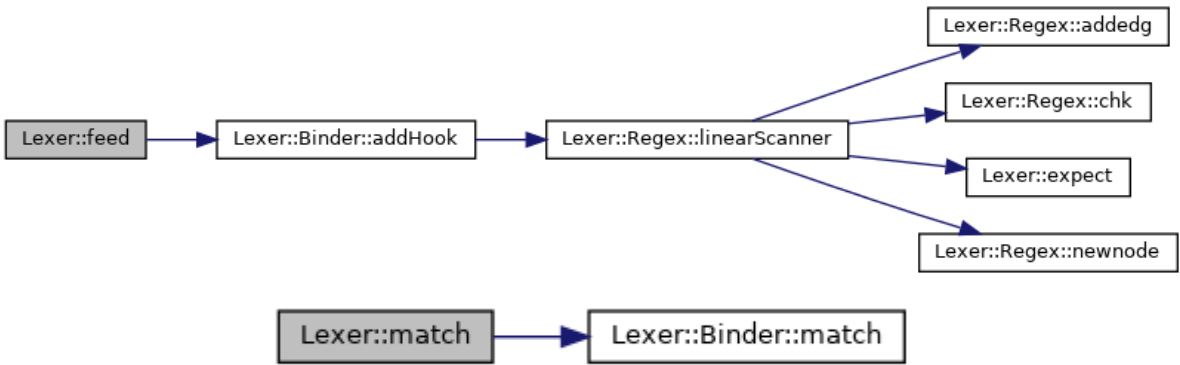 Lexer::Regex::addedg
Lexer::Regex::chk
Lexer::feed
Lexer::Binder::addHook
Lexer::Regex::linearScanner
Lexer::expect
Lexer::Regex::newnode
Lexer::match
Lexer::Binder::match